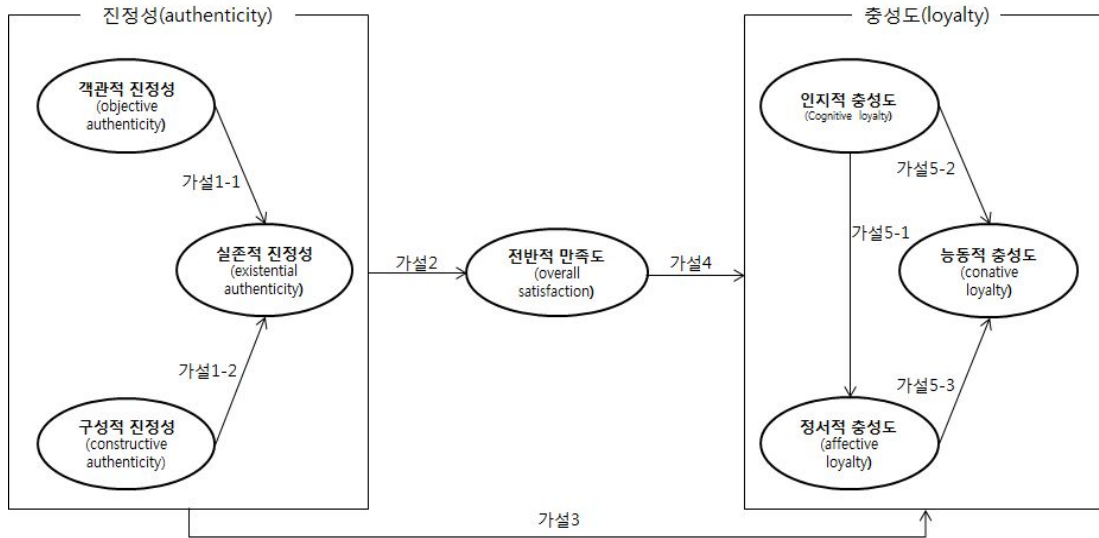 진정성(authenticity)
충성도(loyalty)
객관적 진정성
(objective
authenticity)
인지적 충성도
(Cognitive loyalty)
가설1-1
가설5-2
실존적 진정성
(existential
authenticity)
가설2
전반적 만족도
(overall
satisfaction)
가설4
가설5-1
능동적 충성도
(conative
loyalty)
가설1-2
가설5-3
구성적 진정성
(constructive
authenticity)
정서적 충성도
(affective
loyalty)
가설3